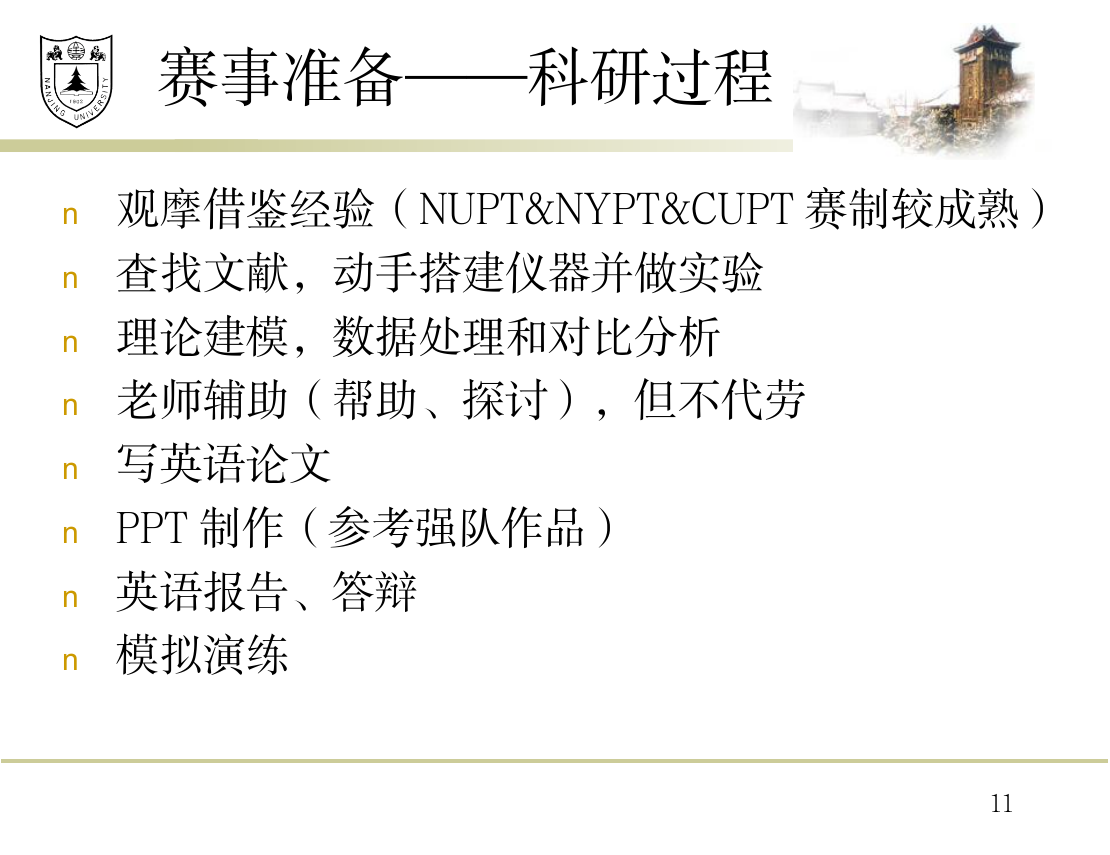 NANJING UNIVERSITY
1902
赛事准备——科研过程
n 观摩借鉴经验（NUPT&NYPT&CUPT 赛制较成熟）
n 查找文献，动手搭建仪器并做实验
n 理论建模，数据处理和对比分析
n 老师辅助（帮助、探讨），但不代劳
n 写英语论文
n PPT 制作（参考强队作品）
n 英语报告、答辩
n 模拟演练
11